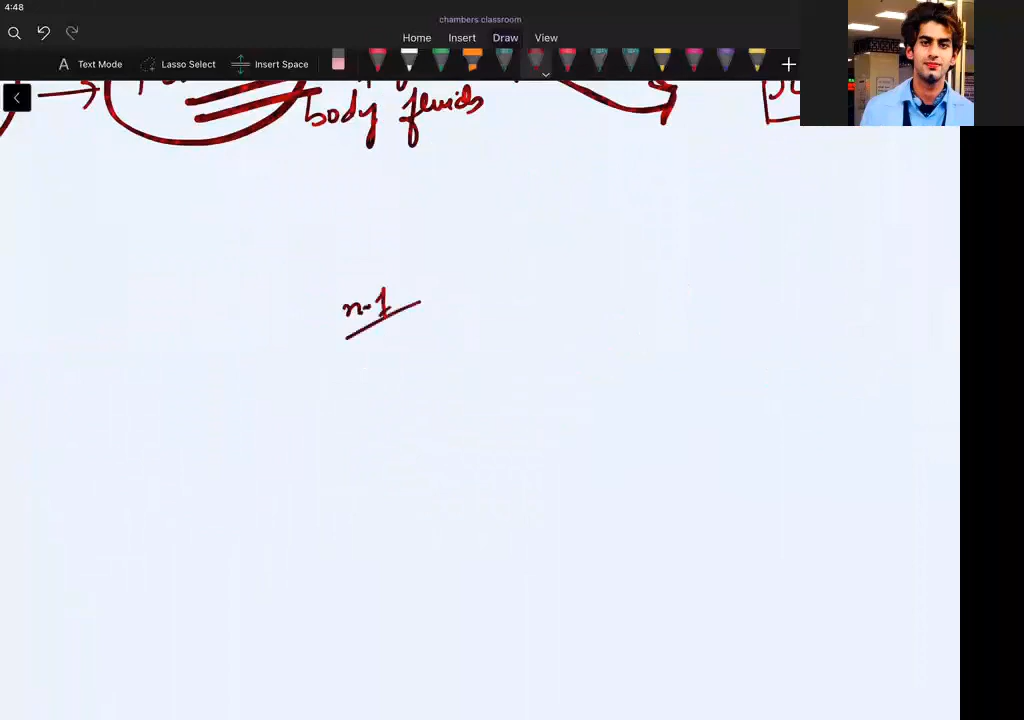 4:48
chambers classroom
Home Insert Draw View
Text Mode Lasso Select Insert Space
body fluids
n-1